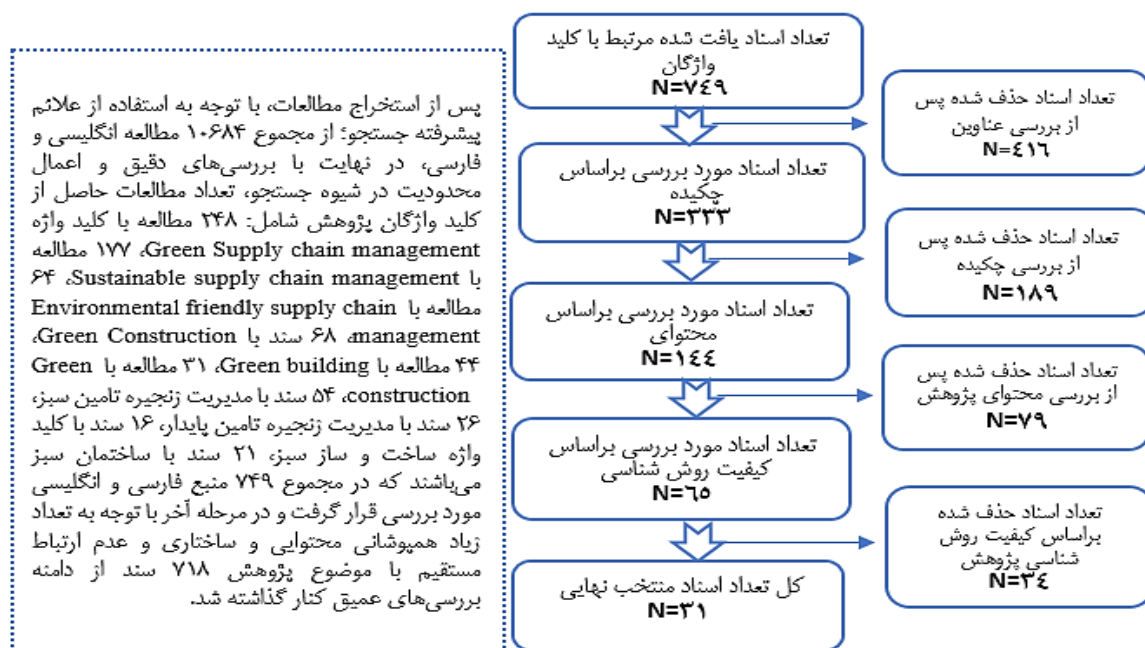 تعداد اسناد یافت شده مرتبط با کلید
واژگان
N=٧٤٩
تعداد اسناد حذف شده پس
از بررسی عناوین
N=٤١٦
تعداد اسناد مورد بررسی براساس
چکیده
N=٣٣٣
تعداد اسناد حذف شده پس
از بررسی چکیده
N=١٨٩
تعداد اسناد مورد بررسی براساس
محتوای
N=١٤٤
تعداد اسناد حذف شده پس
از بررسی محتوای پژوهش
N=٧٩
تعداد اسناد مورد بررسی براساس
کیفیت روش شناسی
N=٦٥
تعداد اسناد حذف شده
براساس کیفیت روش
شناسی پژوهش
N=٣٤
کل تعداد اسناد منتخب نهایی
N=٣١
پس از استخراج مطالعات، با توجه به استفاده از علائم
پیشرفته جستجو؛ از مجموع ۱۰۶۸۴ مطالعه انگلیسی و
فارسی، در نهایت با بررسی‌های دقیق و اعمال
محدودیت در شیوه جستجو، تعداد مطالعات حاصل از
کلید واژگان پژوهش شامل: ۲۴۸ مطالعه با کلید واژه
Green Supply chain management، ۱۷۷ مطالعه
با Sustainable supply chain management، ۶۴
مطالعه با Environmental friendly supply chain
management، ۶۸ سند با Green Construction،
۴۴ مطالعه با Green building، ۳۱ مطالعه با Green
construction، ۵۴ سند با مدیریت زنجیره تامین سبز،
۲۶ سند با مدیریت زنجیره تامین پایدار، ۱۶ سند با کلید
واژه ساخت و ساز سبز، ۲۱ سند با ساختمان سبز
می‌باشند که در مجموع ۷۴۹ منبع فارسی و انگلیسی
مورد بررسی قرار گرفت و در مرحله آخر با توجه به تعداد
زیاد همپوشانی محتوایی و ساختاری و عدم ارتباط
مستقیم با موضوع پژوهش ۷۱۸ سند از دامنه
بررسی‌های عمیق کنار گذاشته شد.